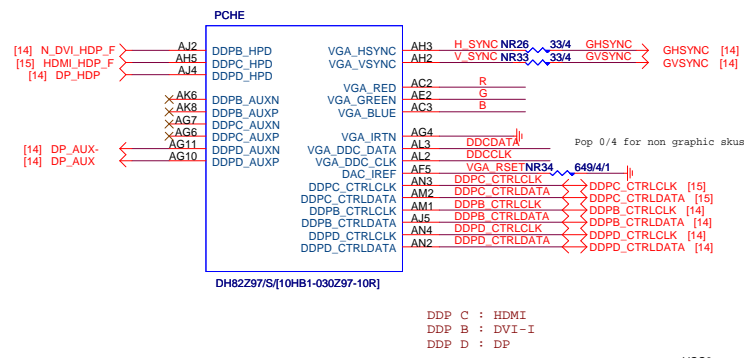 PCHE
[14] N_DVI_HDP_F AJ2 DDPB_HPD VGA_HSYNC AH3 H_SYNC NR26 33/4 GHSYNC GHSYNC [14]
[15] HDMI_HDP_F AH5 DDPC_HPD VGA_VSYNC AH2 V_SYNC NR33 33/4 GVSYNC GVSYNC [14]
[14] DP_HDP AJ4 DDPD_HPD
VGA_RED AC2 R
AK6 DDPB_AUXN VGA_GREEN AE2 G
AK8 DDPB_AUXP VGA_BLUE AC3 B
AG7 DDPC_AUXN
AG6 DDPC_AUXP VGA_IRTN AG4
[14] DP_AUX- AG11 DDPD_AUXN VGA_DDC_DATA AL3 DDCDATA Pop 0/4 for non graphic skus
[14] DP_AUX AG10 DDPD_AUXP VGA_DDC_CLK AL2 DDCCLK
DAC_IREF AF5 VGA_RSET NR34 649/4/1
DDPC_CTRLCLK AN3 DDPC_CTRLCLK DDPC_CTRLCLK [15]
DDPC_CTRLDATA AM2 DDPC_CTRLDATA DDPC_CTRLDATA [15]
DDPB_CTRLCLK AM1 DDPB_CTRLCLK DDPB_CTRLCLK [14]
DDPB_CTRLDATA AJ5 DDPB_CTRLDATA DDPB_CTRLDATA [14]
DDPD_CTRLCLK AN4 DDPD_CTRLCLK DDPD_CTRLCLK [14]
DDPD_CTRLDATA AN2 DDPD_CTRLDATA DDPD_CTRLDATA [14]
DH82Z97/S/[10HB1-030Z97-10R]
DDP C : HDMI
DDP B : DVI-I
DDP D : DP